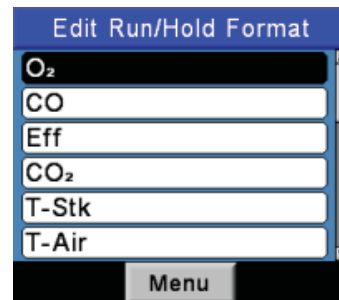 Edit Run/Hold Format
O₂
CO
Eff
CO₂
T-Stk
T-Air
Menu